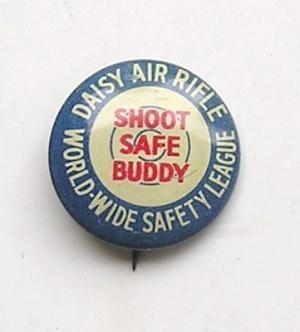 DAISY AIR RIFLE
SHOOT
SAFE
BUDDY
WORLD-WIDE SAFETY LEAGUE